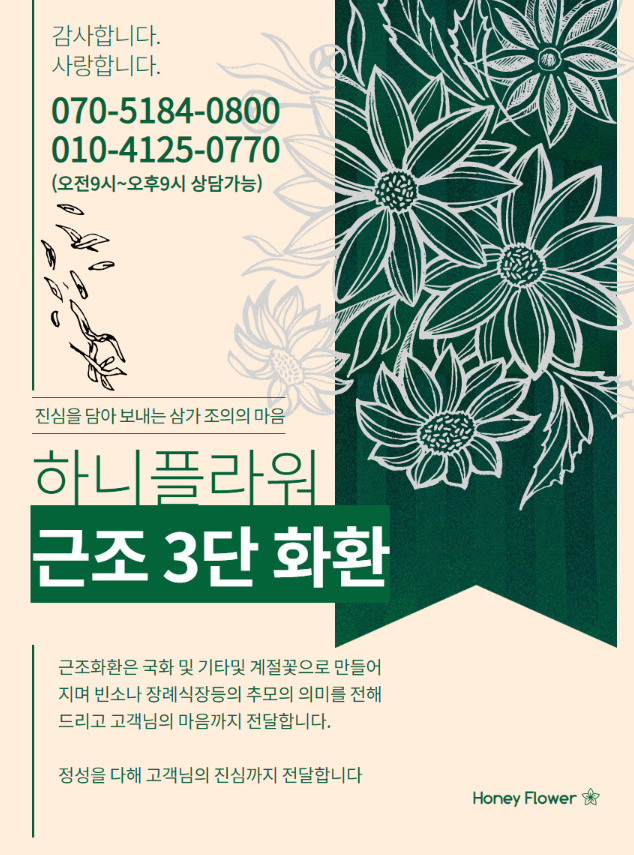 감사합니다.
사랑합니다.
070-5184-0800
010-4125-0770
(오전9시~오후9시 상담가능)
진심을 담아 보내는 삼가 조의의 마음
하니플라워
근조 3단 화환
근조화환은 국화 및 기타및 계절꽃으로 만들어
지며 빈소나 장례식장등의 추모의 의미를 전해
드리고 고객님의 마음까지 전달합니다.
정성을 다해 고객님의 진심까지 전달합니다
Honey Flower